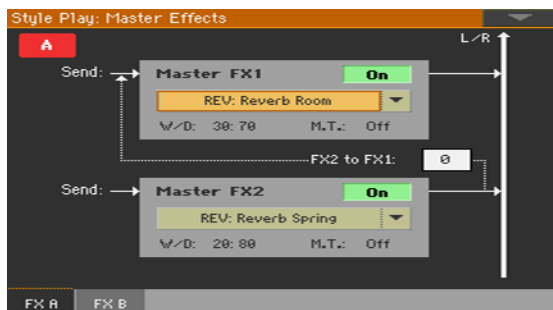 Style Play: Master Effects
A
L/R
Send:
Master FX1
On
REV: Reverb Room
W/D: 30:70 M.T.: Off
FX2 to FX1: 0
Send:
Master FX2
On
REV: Reverb Spring
W/D: 20:80 M.T.: Off
FX A FX B